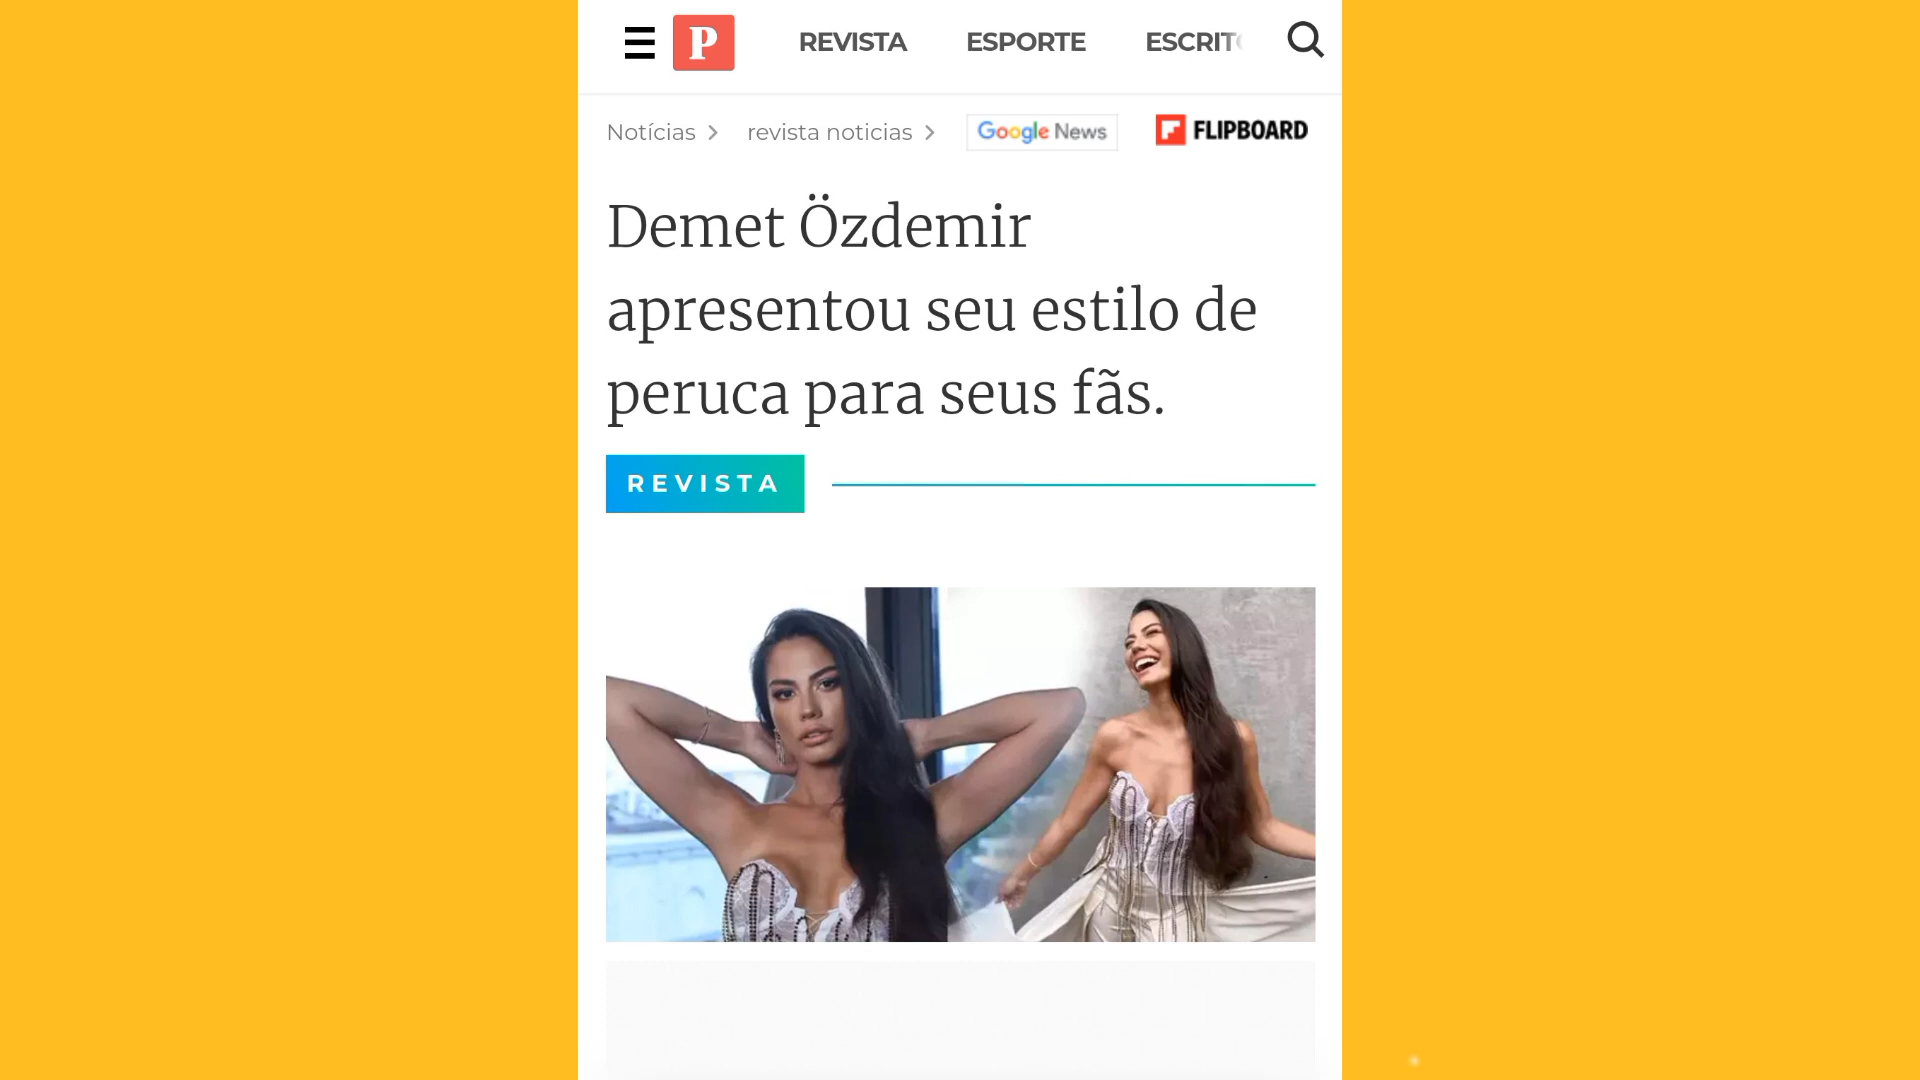 P REVISTA ESPORTE ESCRIT
Notícias revista noticias Google News FLIPBOARD
Demet Özdemir
apresentou seu estilo de
peruca para seus fãs.
REVISTA